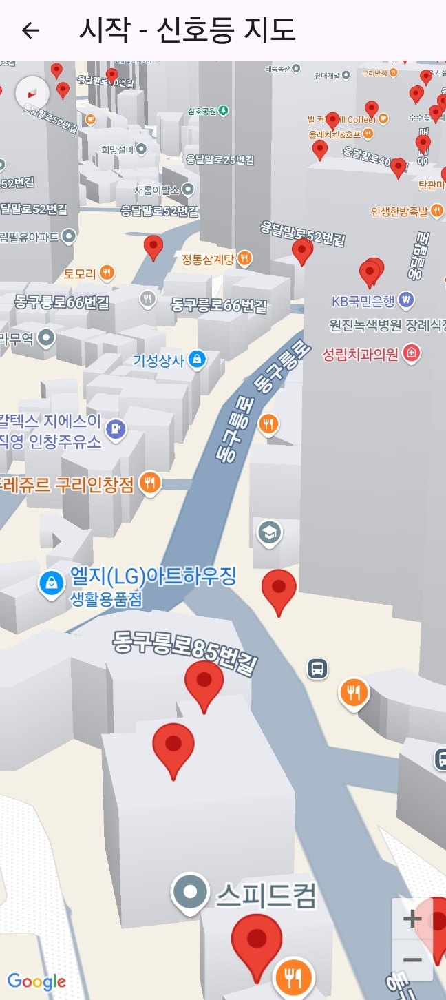 시작 - 신호등 지도
태승농산
현대개발
구리반점
응달말로40번길
삼호공원
응달말로52번길
올레치킨&호프
희망설비
응달말로25번길
응달말로40
새롬이발소
52번길
달말로52번길
응달말로52번길
인생한방족발
림필유아파트
응달말로52번길
응달말로
정통삼계탕
토모리
동구릉로66번길
동구릉로66번길
KB국민은행
원진녹색병원 장례식장
마무역
기성상사
성림치과의원
동구릉로
동구릉로
칼텍스 지에스이
직영 인창주유소
레쥬르 구리인창점
엘지(LG)아트하우징
생활용품점
동구릉로85번길
스피드컴
+
−
Google